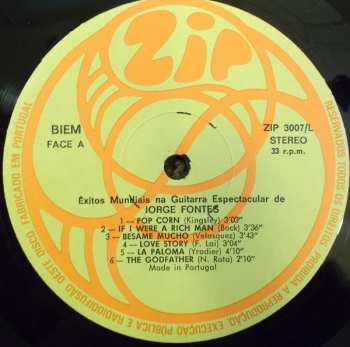 Zip
BIEM
FACE A
ZIP 3007/L
STEREO
33 r.p.m.
Êxitos Mundiais na Guitarra Espectacular de
JORGE FONTES
1 — POP CORN (Kingsley) 3'03"
2 — IF I WERE A RICH MAN (Bock) 3'36"
3 — BESAME MUCHO (Velasquez) 3'43"
4 — LOVE STORY (F. Lai) 3'04"
5 — LA PALOMA (Yradier) 4'10"
6 — THE GODFATHER (N. Rota) 2'10"
Made in Portugal
RESERVADOS TODOS OS DIREITOS. PROIBIDA A REPRODUÇÃO, EXECUÇÃO PÚBLICA E RADIODIFUSÃO DESTE DISCO FABRICADO EM PORTUGAL